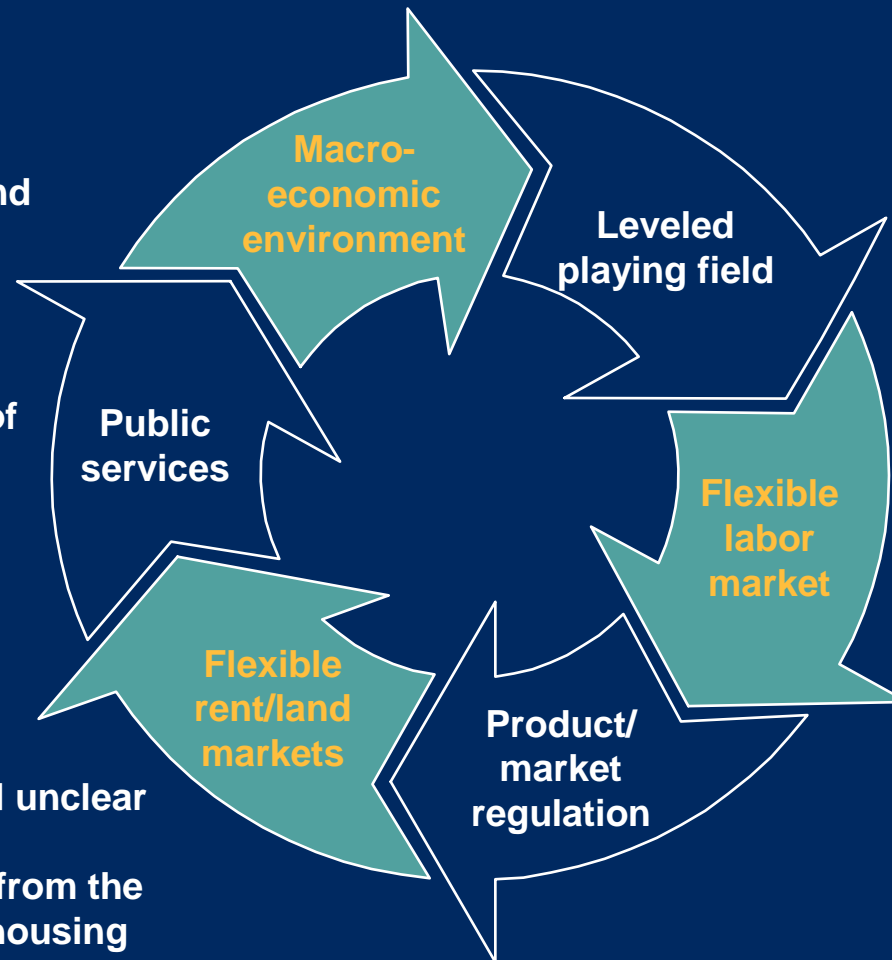 Macro-
economic
environment
nd
Leveled
playing field
of
Public
services
Flexible
labor
market
Flexible
rent/land
markets
Product/
market
regulation
unclear
from the
housing